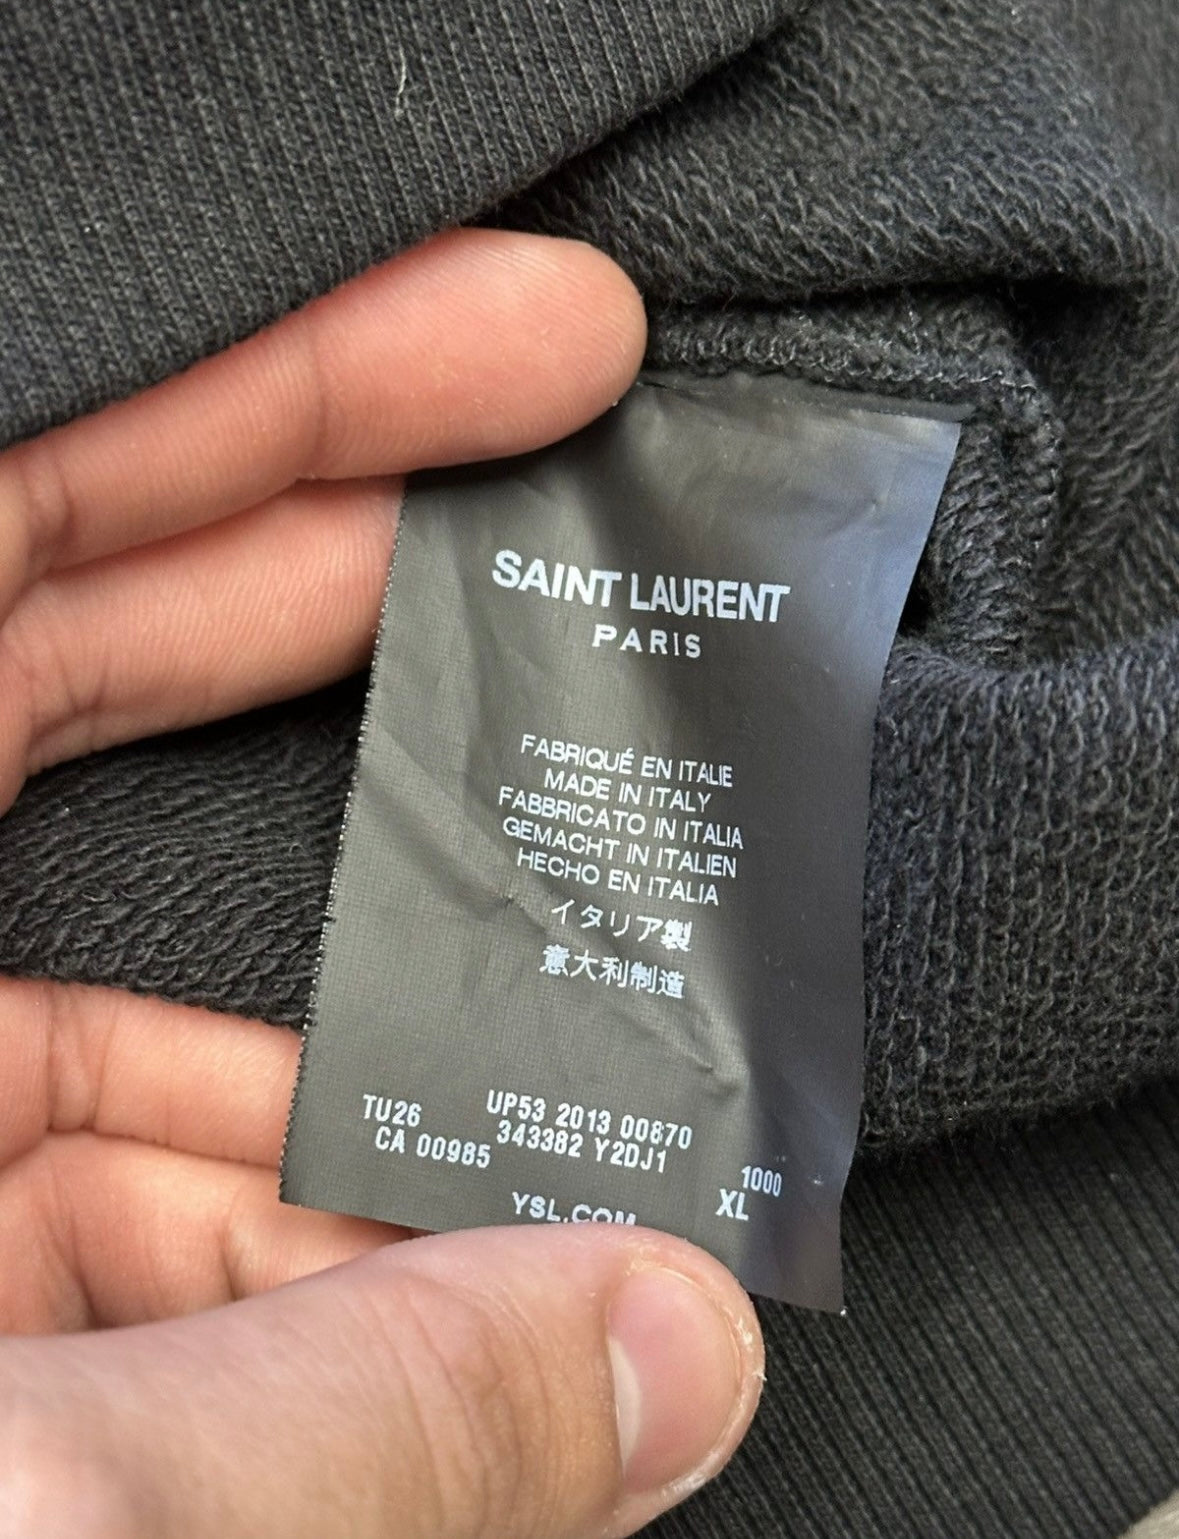 SAINT LAURENT
PARIS
FABRIQUÉ EN ITALIE
MADE IN ITALY
FABBRICATO IN ITALIA
GEMACHT IN ITALIEN
HECHO EN ITALIA
イタリア製
意大利制造
TU26 UP53 2013 00870
CA 00985 343382 Y2DJ1 1000
XL
YSL.COM